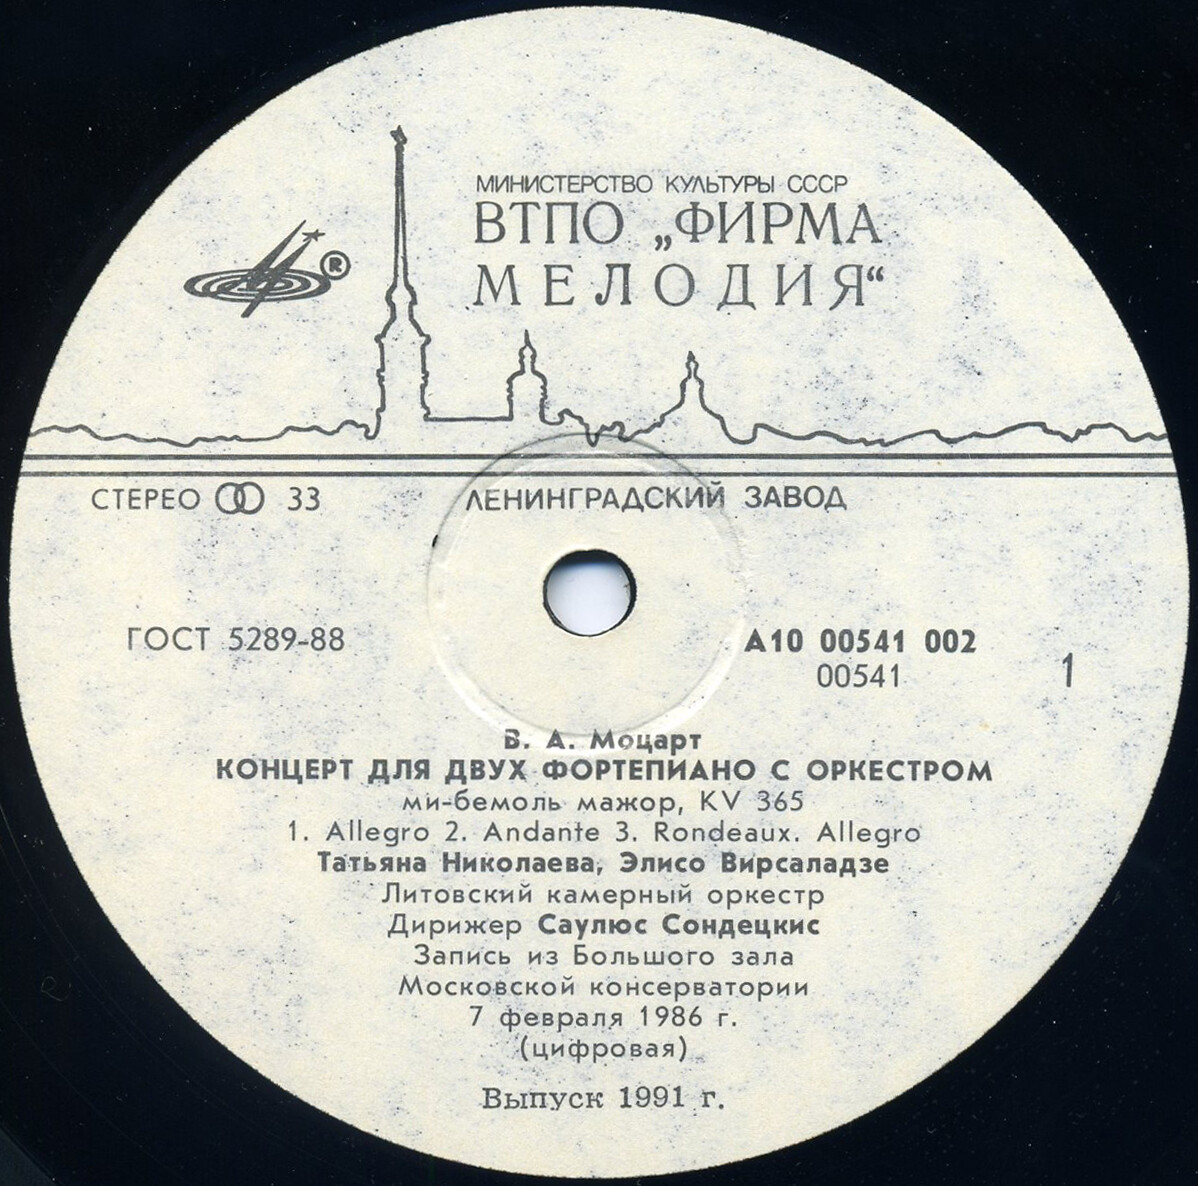 МИНИСТЕРСТВО КУЛЬТУРЫ СССР
ВТПО „ФИРМА
МЕЛОДИЯ“
®
СТЕРЕО 33
ЛЕНИНГРАДСКИЙ ЗАВОД
ГОСТ 5289-88
А10 00541 002
00541
1
В. А. Моцарт
КОНЦЕРТ ДЛЯ ДВУХ ФОРТЕПИАНО С ОРКЕСТРОМ
ми-бемоль мажор, KV 365
1. Allegro 2. Andante 3. Rondeaux. Allegro
Татьяна Николаева, Элисо Вирсаладзе
Литовский камерный оркестр
Дирижер Саулюс Сондецкис
Запись из Большого зала
Московской консерватории
7 февраля 1986 г.
(цифровая)
Выпуск 1991 г.